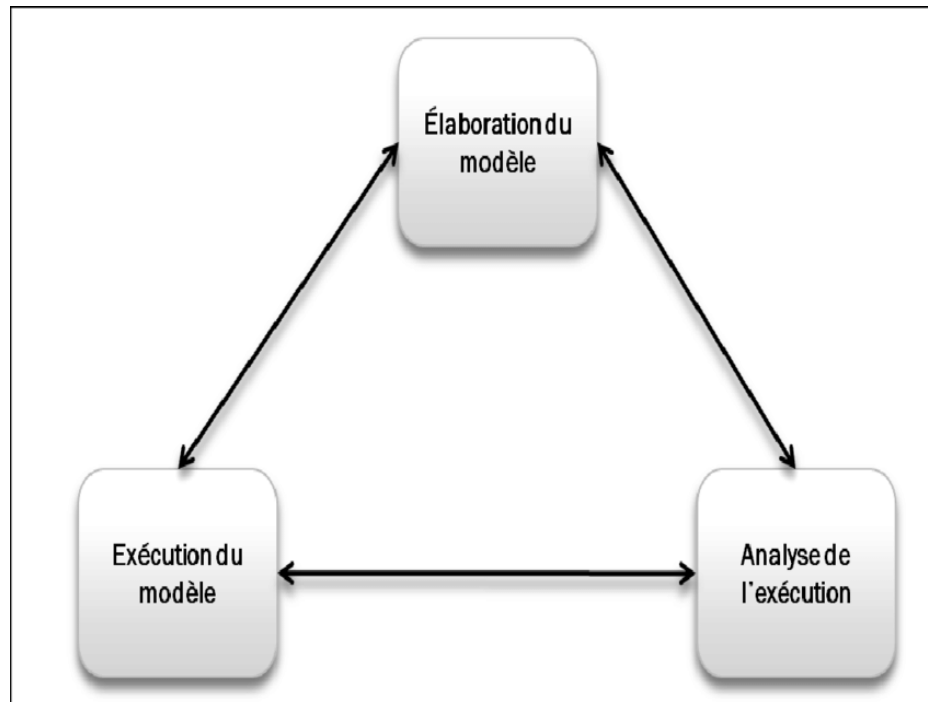 Élaboration du
modèle
Exécution du
modèle
Analyse de
l'exécution